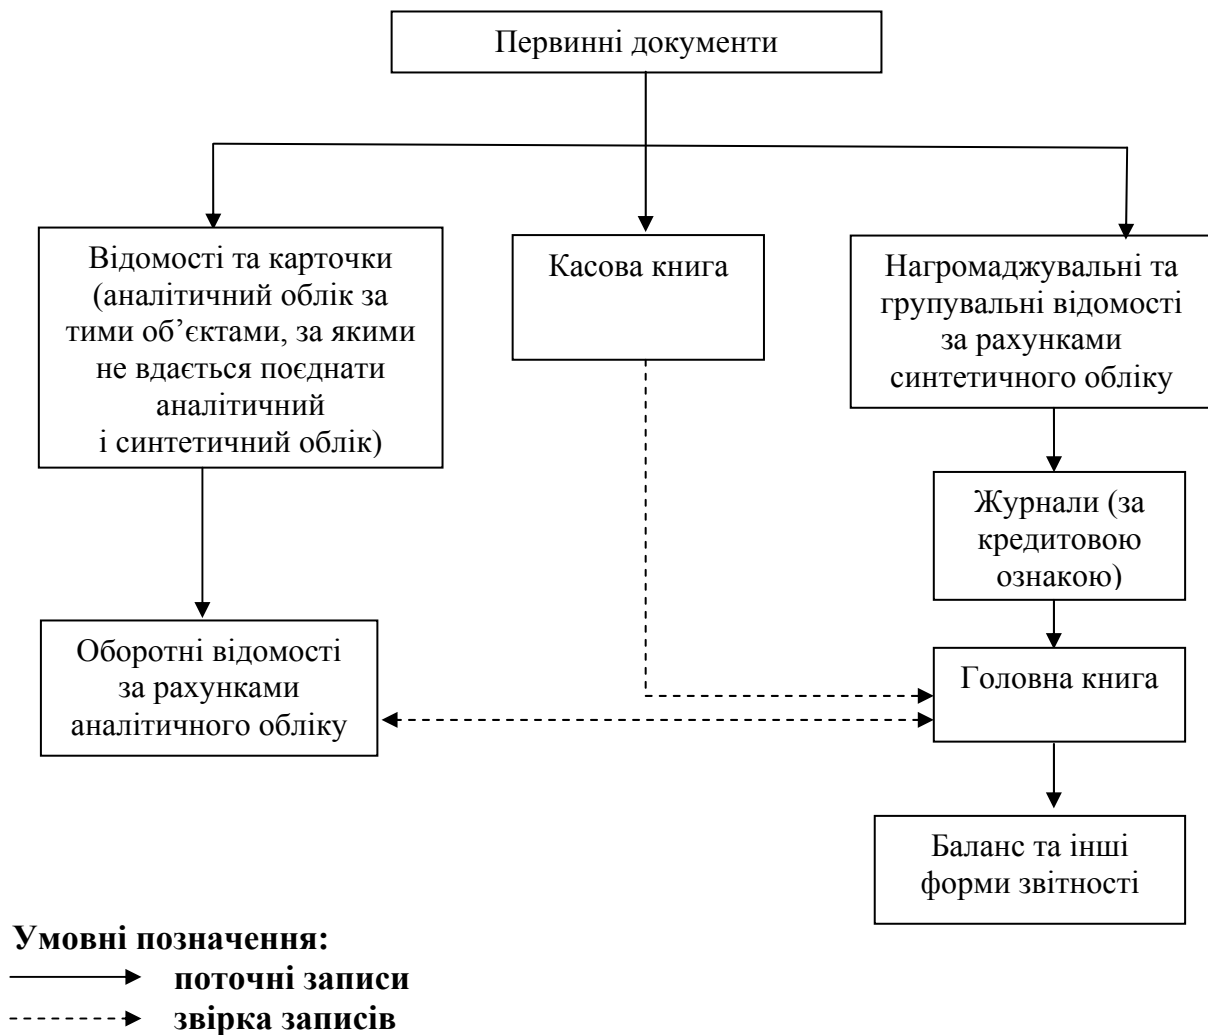 Первинні документи
Відомості та карточки
(аналітичний облік за
тими об’єктами, за якими
не вдається поєднати
аналітичний
і синтетичний облік)
Касова книга
Нагромаджувальні та
групувальні відомості
за рахунками
синтетичного обліку
Журнали (за
кредитовою
ознакою)
Оборотні відомості
за рахунками
аналітичного обліку
Головна книга
Баланс та інші
форми звітності
Умовні позначення:
поточні записи
звірка записів